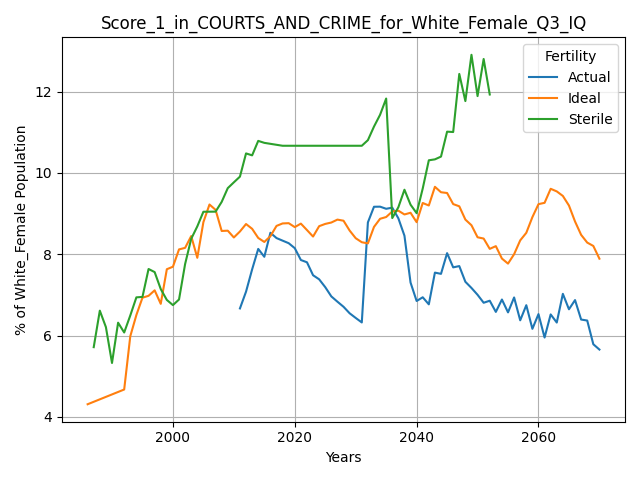 Score_1_in_COURTS_AND_CRIME_for_White_Female_Q3_IQ
% of White_Female Population
12
10
8
6
4
Fertility
Actual
Ideal
Sterile
2000
2020
2040
2060
Years